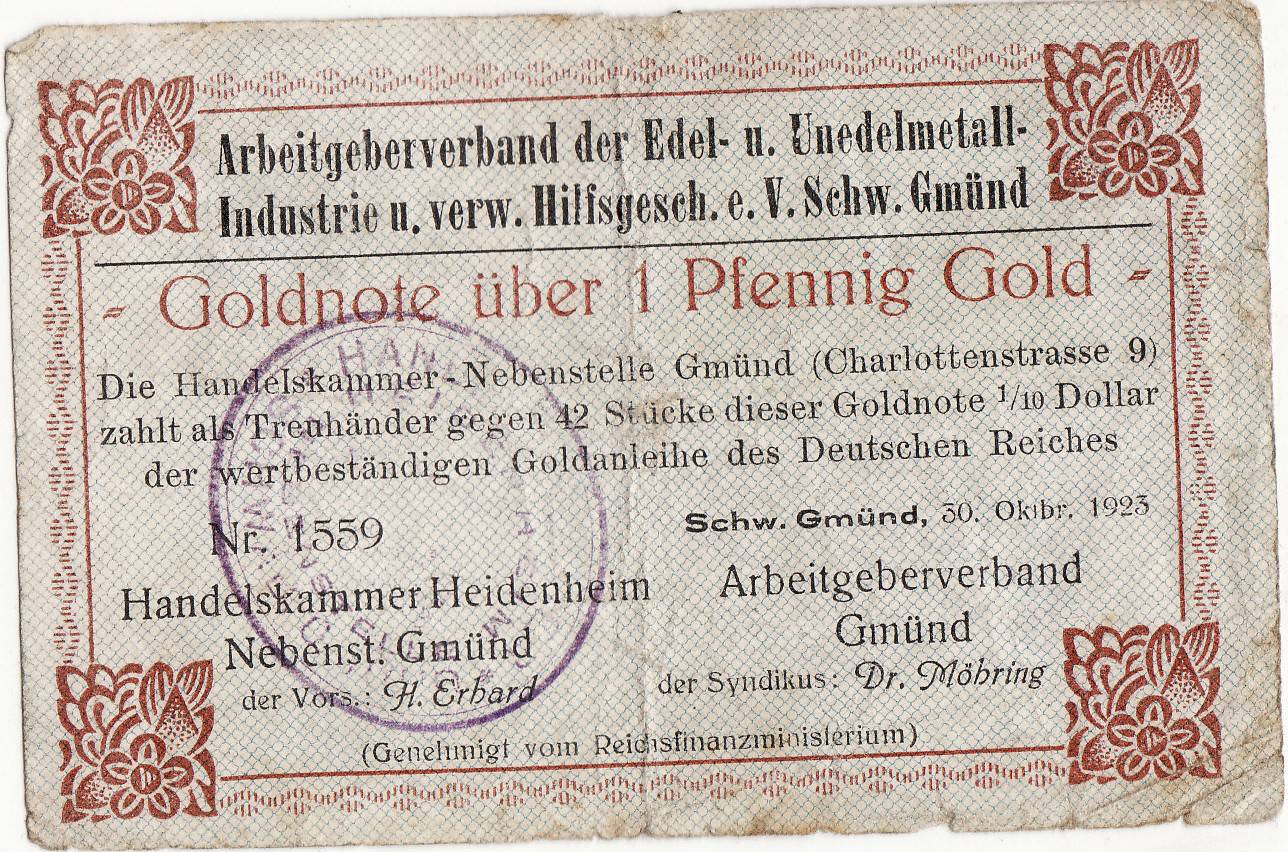 Arbeitgeberverband der Edel- u. Unedelmetall-
Industrie u. verw. Hilfsgesch. e. V. Schw. Gmünd
- Goldnote über 1 Pfennig Gold -
Die Handelskammer-Nebenstelle Gmünd (Charlottenstrasse 9)
zahlt als Treuhänder gegen 42 Stücke dieser Goldnote 1/10 Dollar
der wertbeständigen Goldanleihe des Deutschen Reiches
Nr. 1559
Schw. Gmünd, 30. Oktbr. 1923
Handelskammer Heidenheim
Nebenst. Gmünd
der Vors.: H. Erhard
Arbeitgeberverband
Gmünd
der Syndikus: Dr. Möhring
(Genehmigt vom Reichsfinanzministerium)